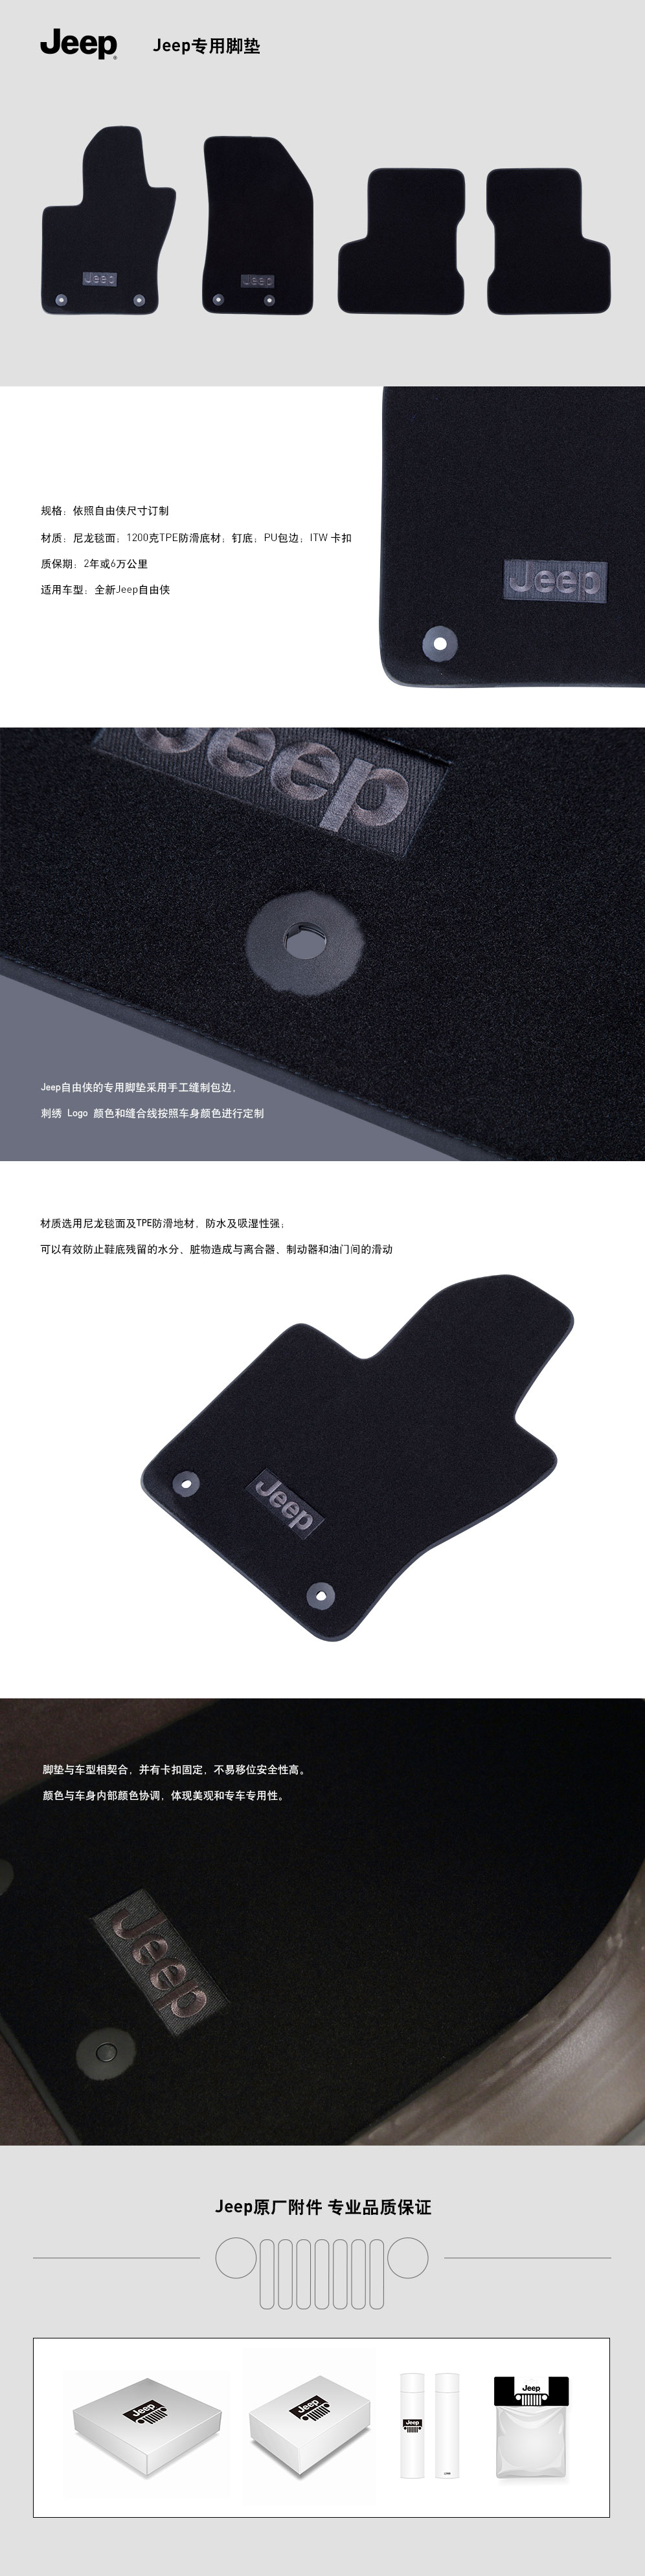 Jeep
Jeep专用脚垫
Jeep
Jeep
规格：依照自由侠尺寸订制
材质：尼龙毯面；1200克TPE防滑底材；钉底；PU包边；ITW 卡扣
质保期：2年或6万公里
适用车型：全新Jeep自由侠
Jeep
Jeep
Jeep自由侠的专用脚垫采用手工缝制包边，
刺绣 Logo 颜色和缝合线按照车身颜色进行定制
材质选用尼龙毯面及TPE防滑地材，防水及吸湿性强；
可以有效防止鞋底残留的水分、脏物造成与离合器、制动器和油门间的滑动
Jeep
脚垫与车型相契合，并有卡扣固定，不易移位安全性高。
颜色与车身内部颜色协调，体现美观和专车专用性。
Jeep
Jeep原厂附件 专业品质保证
Jeep
Jeep
Jeep
Jeep